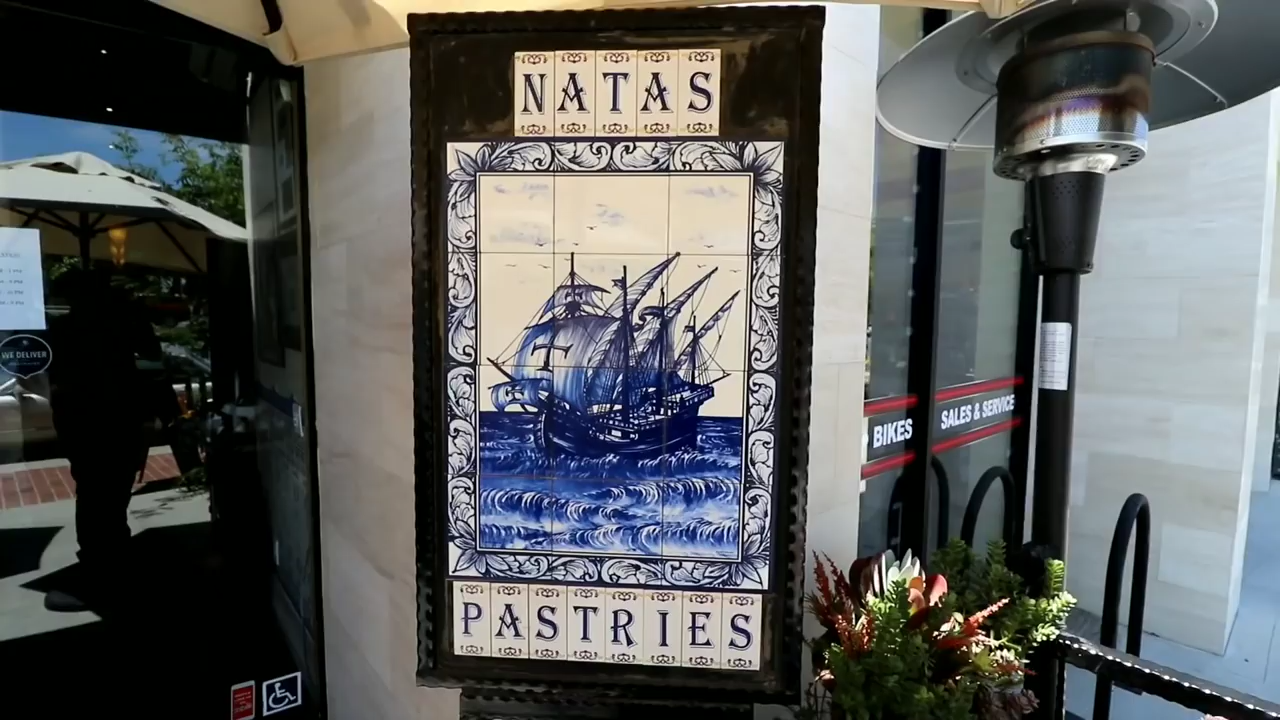 NATAS
PASTRIES
WE DELIVER
BIKES
SALES & SERVICE